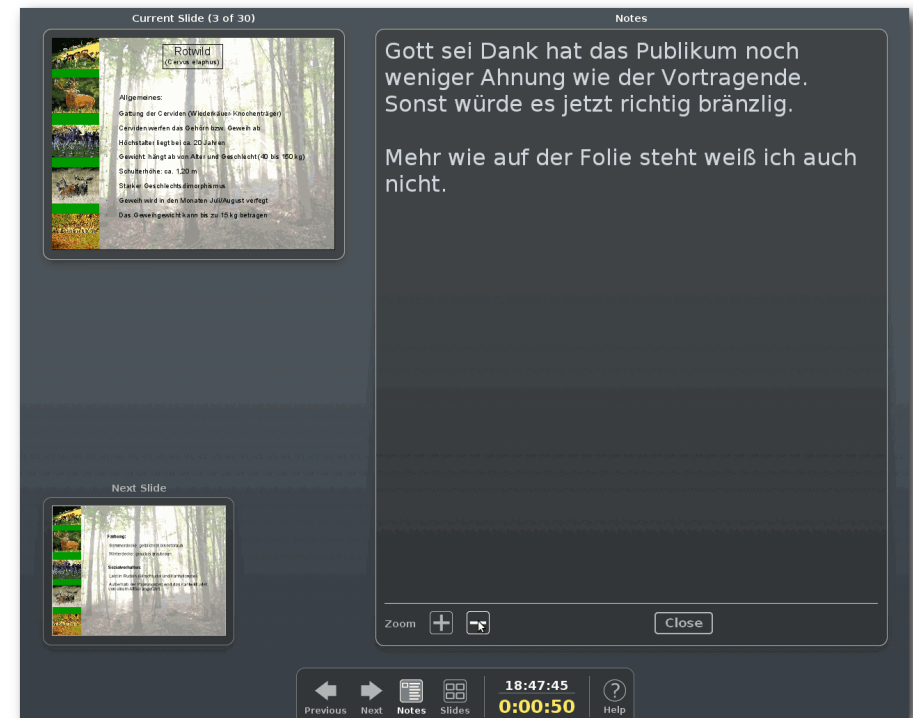 Current Slide (3 of 30)
Rotwild
(Cervus elaphus)
Allgemeines:
Gattung der Cerviden (Wiederkäuer-Knochenträger)
Cerviden werfen das Gehörn bzw. Geweih ab
Höchstalter liegt bei ca. 20 Jahren
Gewicht hängt ab von Alter und Geschlecht (40 bis 150 kg)
Schulterhöhe: ca. 1,20 m
Starker Geschlechtsdimorphismus
Geweih wird in den Monaten Juli/August verfegt
Das Geweihgewicht kann bis zu 15 kg betragen
Notes
Gott sei Dank hat das Publikum noch
weniger Ahnung wie der Vortragende.
Sonst würde es jetzt richtig bränzlig.
Mehr wie auf der Folie steht weiß ich auch
nicht.
Next Slide
Färbung:
Sozialverhalten:
Zoom
Close
Previous
Next
Notes
Slides
18:47:45
0:00:50
Help